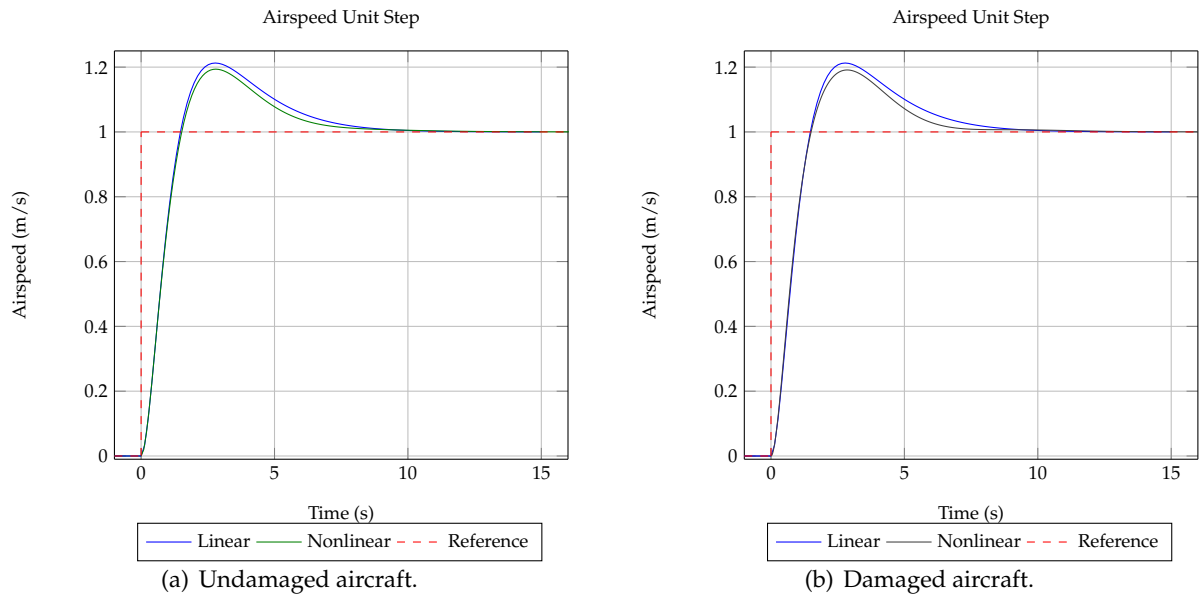 Airspeed Unit Step
1.2
1
0.8
0.6
0.4
0.2
0
Airspeed (m/s)
0 5 10 15
Time (s)
Linear Nonlinear Reference
(a) Undamaged aircraft.
Airspeed Unit Step
1.2
1
0.8
0.6
0.4
0.2
0
Airspeed (m/s)
0 5 10 15
Time (s)
Linear Nonlinear Reference
(b) Damaged aircraft.